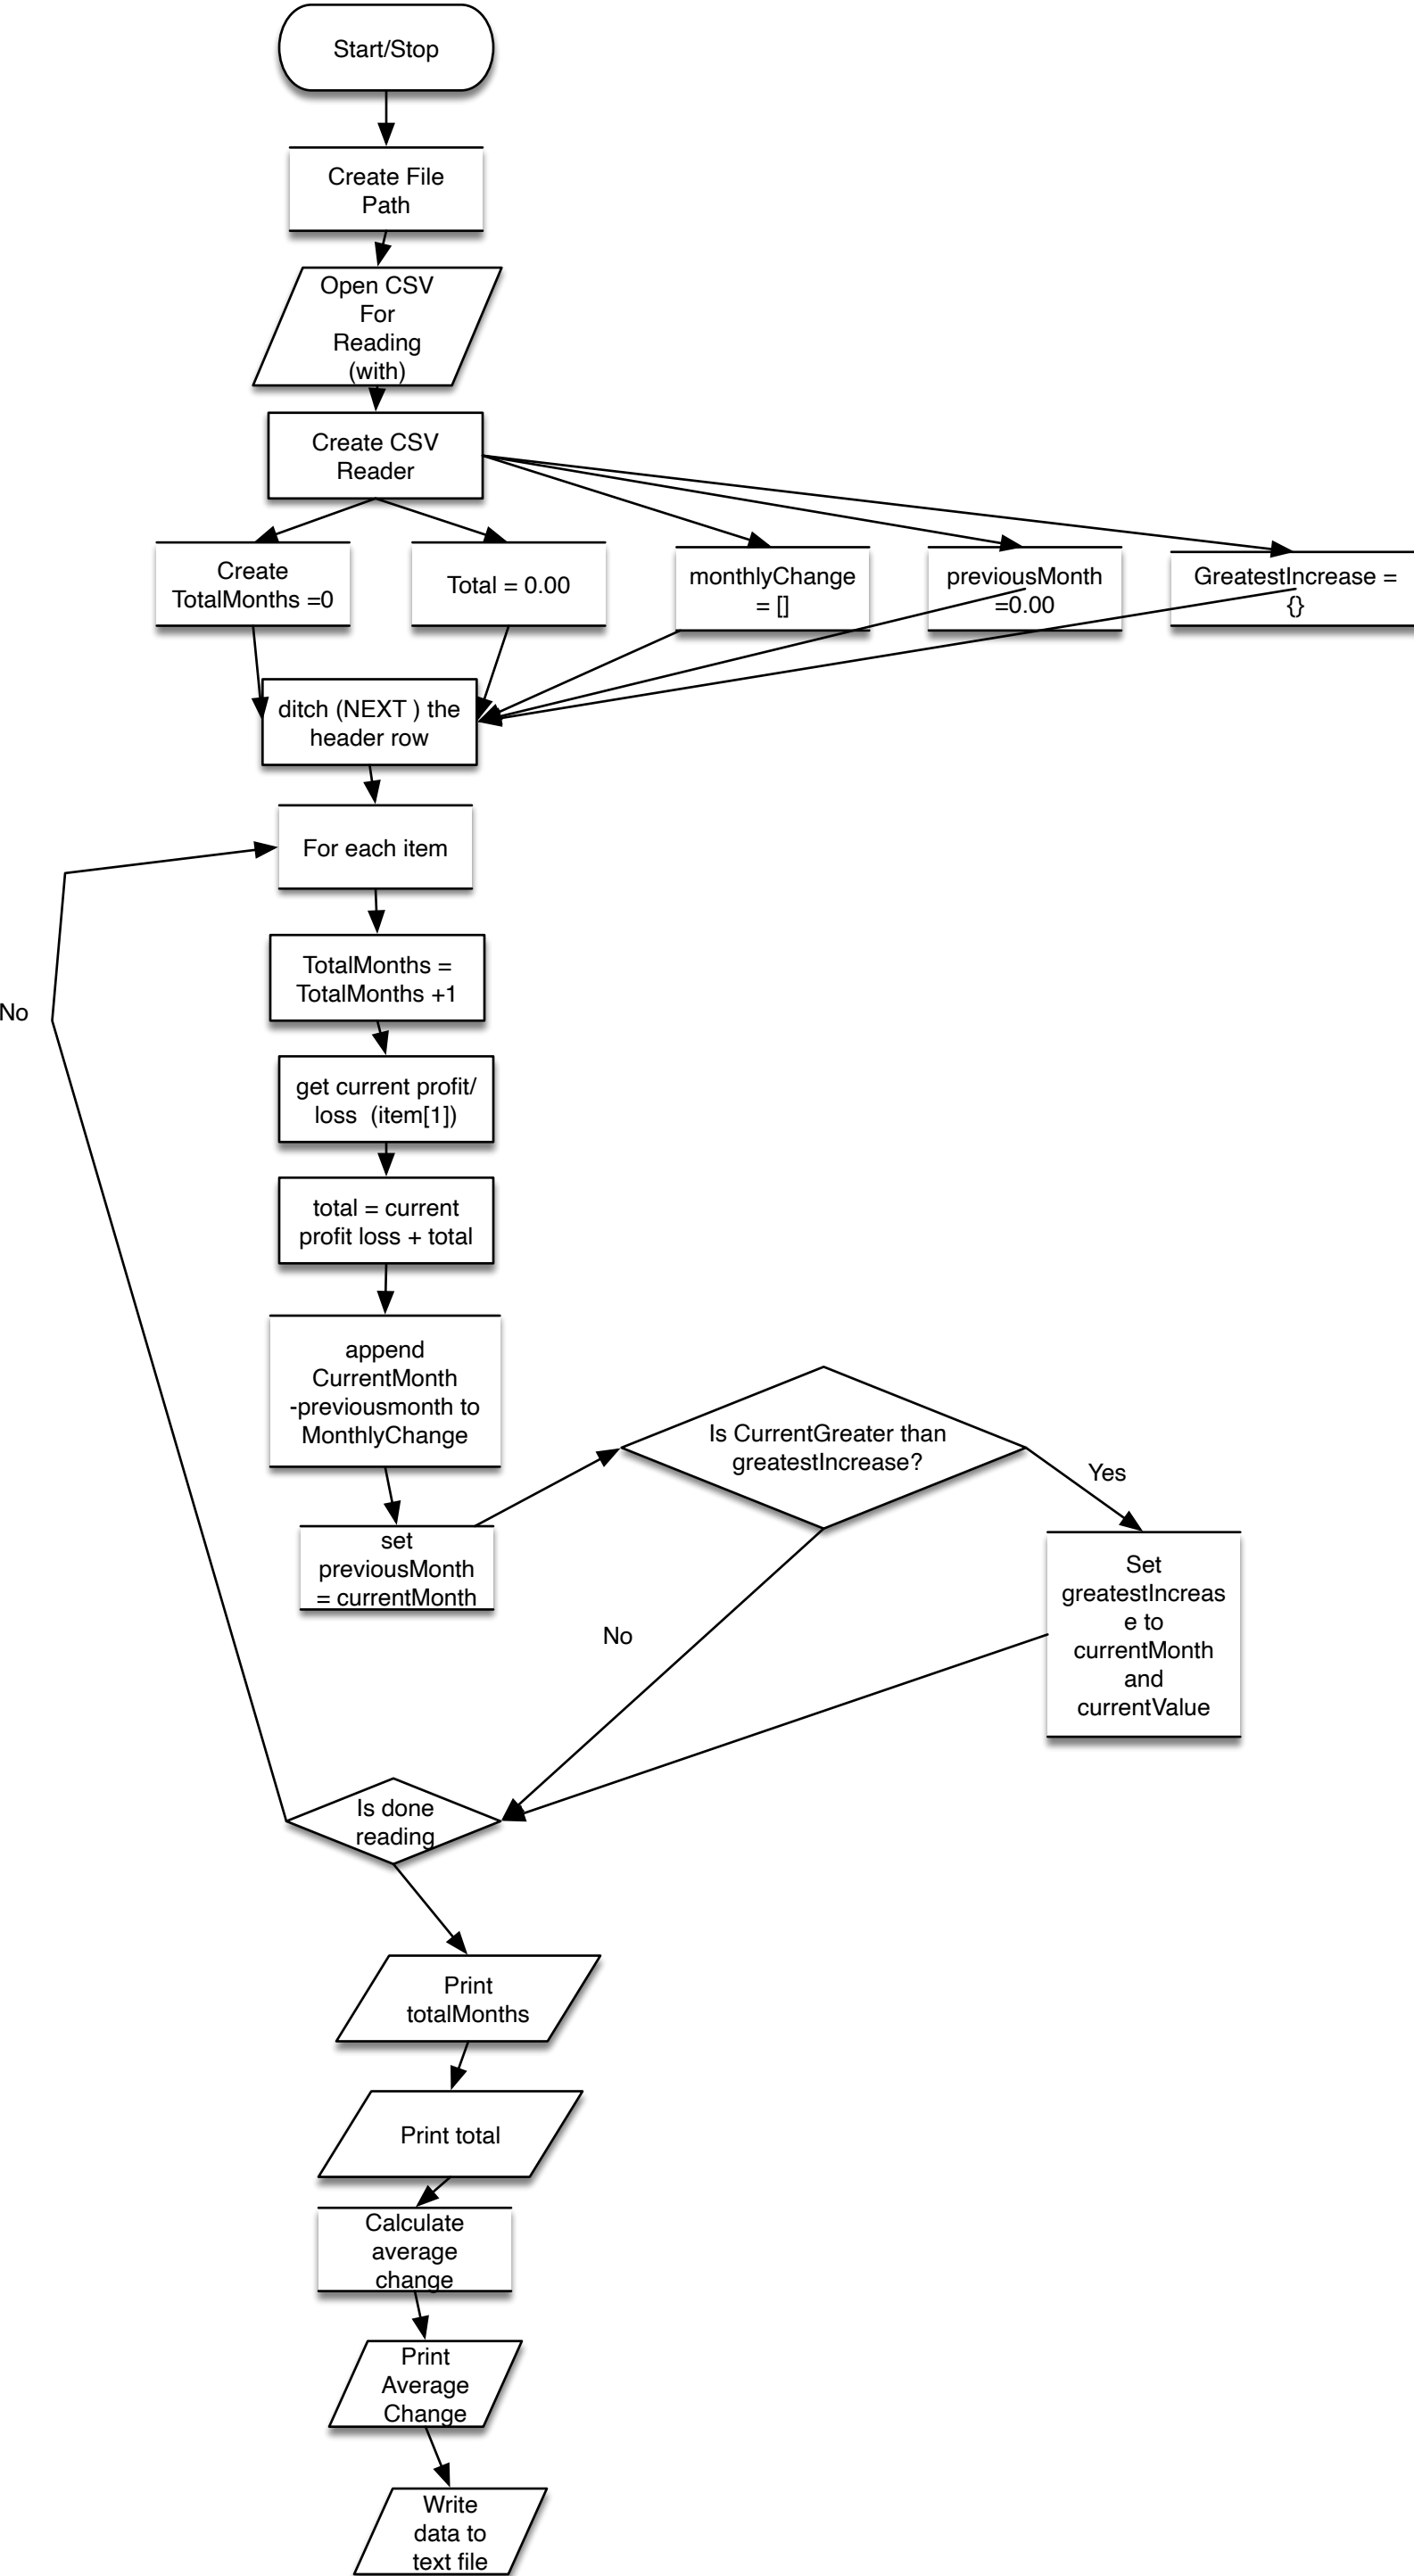 Start/Stop
Create File
Path
Open CSV
For
Reading
(with)
Create CSV
Reader
Create
TotalMonths =0
Total = 0.00
monthlyChange
= []
previousMonth
=0.00
GreatestIncrease =
{}
ditch (NEXT ) the
header row
For each item
TotalMonths =
TotalMonths +1
No
get current profit/
loss  (item[1])
total = current
profit loss + total
append
CurrentMonth
-previousmonth to
MonthlyChange
Is CurrentGreater than
greatestIncrease?
Yes
set
previousMonth
= currentMonth
Set
greatestIncreas
e to
currentMonth
and
currentValue
No
Is done
reading
Print
totalMonths
Print total
Calculate
average
change
Print
Average
Change
Write
data to
text file